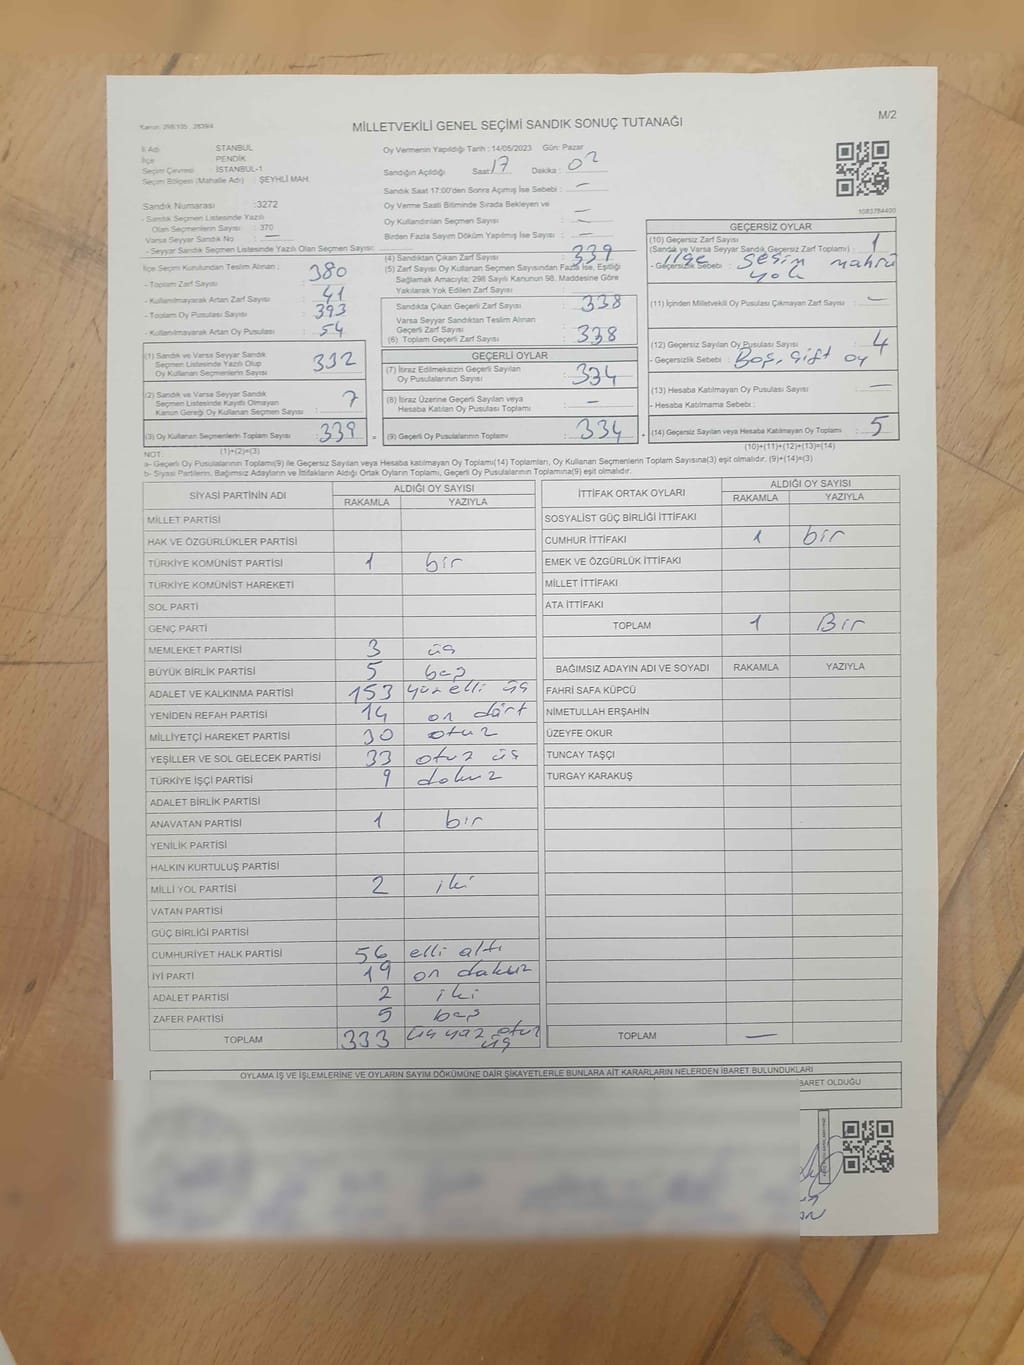 Kanun: 298/105 , 2839/4
M/2
MİLLETVEKİLİ GENEL SEÇİMİ SANDIK SONUÇ TUTANAĞI
İl Adı : İSTANBUL
İlçe : PENDİK
Seçim Çevresi : İSTANBUL-1
Seçim Bölgesi (Mahalle Adı) : ŞEYHLİ MAH.
Oy Vermenin Yapıldığı Tarih : 14/05/2023 Gün: Pazar
Sandığın Açıldığı Saat : 17 Dakika : 02
Sandık Saat 17:00'den Sonra Açılmış İse Sebebi : —
Oy Verme Saati Bitiminde Sırada Bekleyen ve
Oy Kullandırılan Seçmen Sayısı : —
Birden Fazla Sayım Dökümü Yapılmış İse Sayısı : —
Sandık Numarası :3272
- Sandık Seçmen Listesinde Yazılı
Olan Seçmenlerin Sayısı : 370
Varsa Seyyar Sandık No : —
- Seyyar Sandık Seçmen Listesinde Yazılı Olan Seçmen Sayısı:
1083784400
İlçe Seçim Kurulundan Teslim Alınan ;
- Toplam Zarf Sayısı : 380
- Kullanılmayarak Artan Zarf Sayısı : 41
- Toplam Oy Pusulası Sayısı : 393
- Kullanılmayarak Artan Oy Pusulası : 54
(1) Sandık ve Varsa Seyyar Sandık
Seçmen Listesinde Yazılı Olup
Oy Kullanan Seçmenlerin Sayısı : 332
(2) Sandık ve Varsa Seyyar Sandık
Seçmen Listesinde Kayıtlı Olmayan
Kanun Gereği Oy Kullanan Seçmen Sayısı : 7
(3) Oy Kullanan Seçmenlerin Toplam Sayısı :339
(1)+(2)=(3)
(4) Sandıktan Çıkan Zarf Sayısı : 339
(5) Zarf Sayısı Oy Kullanan Seçmen Sayısından Fazla İse, Eşitliği
Sağlamak Amacıyla; 298 Sayılı Kanunun 98. Maddesine Göre
Yakılarak Yok Edilen Zarf Sayısı :
Sandıkta Çıkan Geçerli Zarf Sayısı : 338
Varsa Seyyar Sandıktan Teslim Alınan
Geçerli Zarf Sayısı :
(6) Toplam Geçerli Zarf Sayısı : 338
GEÇERLİ OYLAR
(7) İtiraz Edilmeksizin Geçerli Sayılan
Oy Pusulalarının Sayısı : 334
(8) İtiraz Üzerine Geçerli Sayılan veya
Hesaba Katılan Oy Pusulası Toplamı : —
= (9) Geçerli Oy Pusulalarının Toplamı : 334 +
GEÇERSİZ OYLAR
(10) Geçersiz Zarf Sayısı
(Sandık ve Varsa Seyyar Sandık Geçersiz Zarf Toplamı) : 1
- Geçersizlik Sebebi : ilçe seçim mührü
yok
(11) İçinden Milletvekili Oy Pusulası Çıkmayan Zarf Sayısı : —
(12) Geçersiz Sayılan Oy Pusulası Sayısı : 4
- Geçersizlik Sebebi : Boş, çift oy
(13) Hesaba Katılmayan Oy Pusulası Sayısı : —
- Hesaba Katılmama Sebebi :
(14) Geçersiz Sayılan veya Hesaba Katılmayan Oy Toplamı : 5
(10)+(11)+(12)+(13)=(14)
NOT:
a- Geçerli Oy Pusulalarının Toplamı(9) ile Geçersiz Sayılan veya Hesaba katılmayan Oy Toplamı(14) Toplamları, Oy Kullanan Seçmenlerin Toplam Sayısına(3) eşit olmalıdır. (9)+(14)=(3)
b- Siyasi Partilerin, Bağımsız Adayların ve İttifakların Aldığı Ortak Oyların Toplamı, Geçerli Oy Pusulalarının Toplamına(9) eşit olmalıdır.
SİYASİ PARTİNİN ADI ALDIĞI OY SAYISI
RAKAMLA YAZIYLA
MİLLET PARTİSİ
HAK VE ÖZGÜRLÜKLER PARTİSİ
TÜRKİYE KOMÜNİST PARTİSİ 1 bir
TÜRKİYE KOMÜNİST HAREKETİ
SOL PARTİ
GENÇ PARTİ
MEMLEKET PARTİSİ 3 üç
BÜYÜK BİRLİK PARTİSİ 5 beş
ADALET VE KALKINMA PARTİSİ 153 yüz elli üç
YENİDEN REFAH PARTİSİ 14 on dört
MİLLİYETÇİ HAREKET PARTİSİ 30 otuz
YEŞİLLER VE SOL GELECEK PARTİSİ 33 otuz üç
TÜRKİYE İŞÇİ PARTİSİ 9 dokuz
ADALET BİRLİK PARTİSİ
ANAVATAN PARTİSİ 1 bir
YENİLİK PARTİSİ
HALKIN KURTULUŞ PARTİSİ
MİLLİ YOL PARTİSİ 2 iki
VATAN PARTİSİ
GÜÇ BİRLİĞİ PARTİSİ
CUMHURİYET HALK PARTİSİ 56 elli altı
İYİ PARTİ 19 on dokuz
ADALET PARTİSİ 2 iki
ZAFER PARTİSİ 5 beş
TOPLAM 333 üç yüz otuz
üç
İTTİFAK ORTAK OYLARI ALDIĞI OY SAYISI
RAKAMLA YAZIYLA
SOSYALİST GÜÇ BİRLİĞİ İTTİFAKI
CUMHUR İTTİFAKI 1 bir
EMEK VE ÖZGÜRLÜK İTTİFAKI
MİLLET İTTİFAKI
ATA İTTİFAKI
TOPLAM 1 Bir
BAĞIMSIZ ADAYIN ADI VE SOYADI RAKAMLA YAZIYLA
FAHRİ SAFA KÜPCÜ
NİMETULLAH ERŞAHİN
ÜZEYFE OKUR
TUNCAY TAŞÇI
TURGAY KARAKUŞ
TOPLAM —
OYLAMA İŞ VE İŞLEMLERİNE VE OYLARIN SAYIM DÖKÜMÜNE DAİR ŞİKAYETLERLE BUNLARA AİT KARARLARIN NELERDEN İBARET BULUNDUKLARI
BARET OLDUĞU